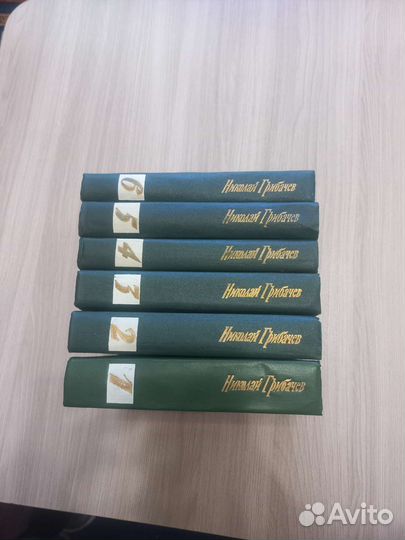 6 Николай Грибачев
5 Николай Грибачев
4 Николай Грибачев
3 Николай Грибачев
2 Николай Грибачев
1 Николай Грибачев
Avito